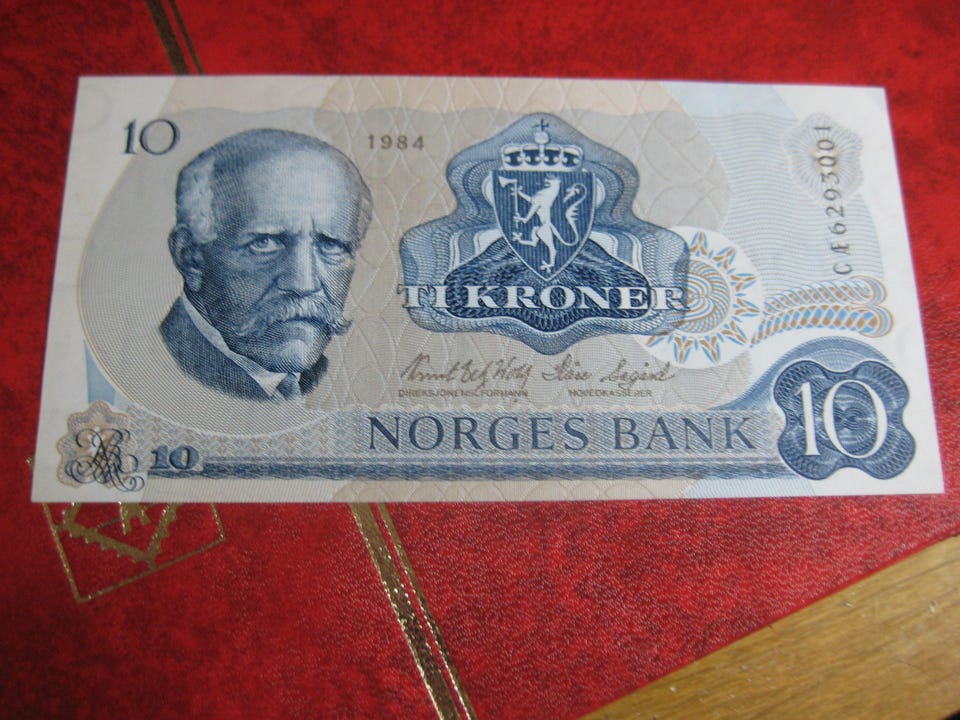 10
1984
CÆ6293001
TI KRONER
DIREKSJONENS FORMANN
HOVEDKASSERER
NORGES BANK
10
10